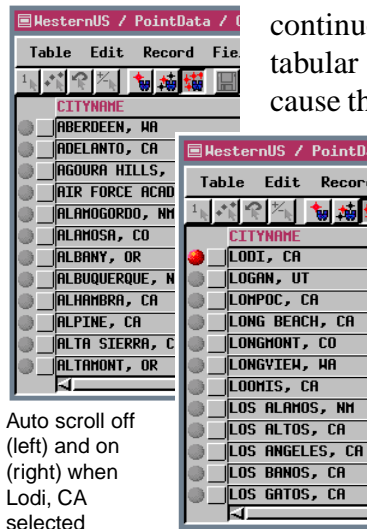 WesternUS / PointData /
Table Edit Record
CITYNAME
ABERDEEN, WA
ADELANTO, CA
AGOURA HILLS,
AIR FORCE ACAD
ALAMOGORDO, NM
ALAMOSA, CO
ALBANY, OR
ALBUQUERQUE, N
ALHAMBRA, CA
ALPINE, CA
ALTA SIERRA, C
ALTAMONT, OR
continu
tabular
cause th
WesternUS / PointD
Table Edit Recor
CITYNAME
LODI, CA
LOGAN, UT
LOMPOC, CA
LONG BEACH, CA
LONGMONT, CO
LONGVIEW, WA
LOOMIS, CA
LOS ALAMOS, NM
LOS ALTOS, CA
LOS ANGELES, CA
LOS BANOS, CA
LOS GATOS, CA
Auto scroll off
(left) and on
(right) when
Lodi, CA
selected